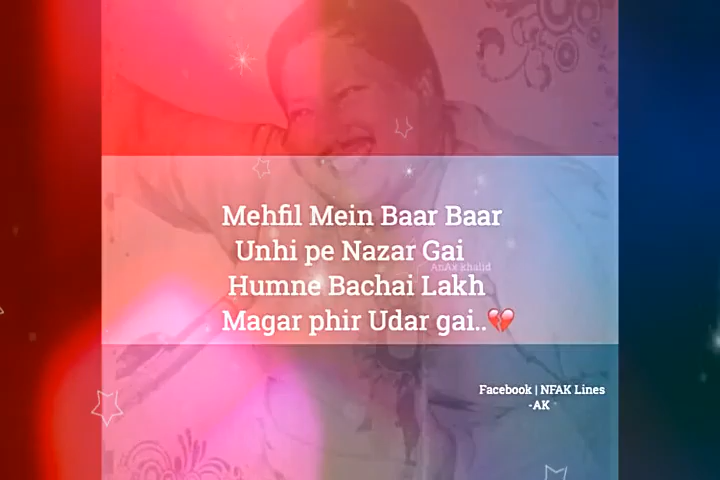 Mehfil Mein Baar Baar
Unhi pe Nazar Gai
AnAx khalid
Humne Bachai Lakh
Magar phir Udar gai..💔
Facebook | NFAK Lines
-AK